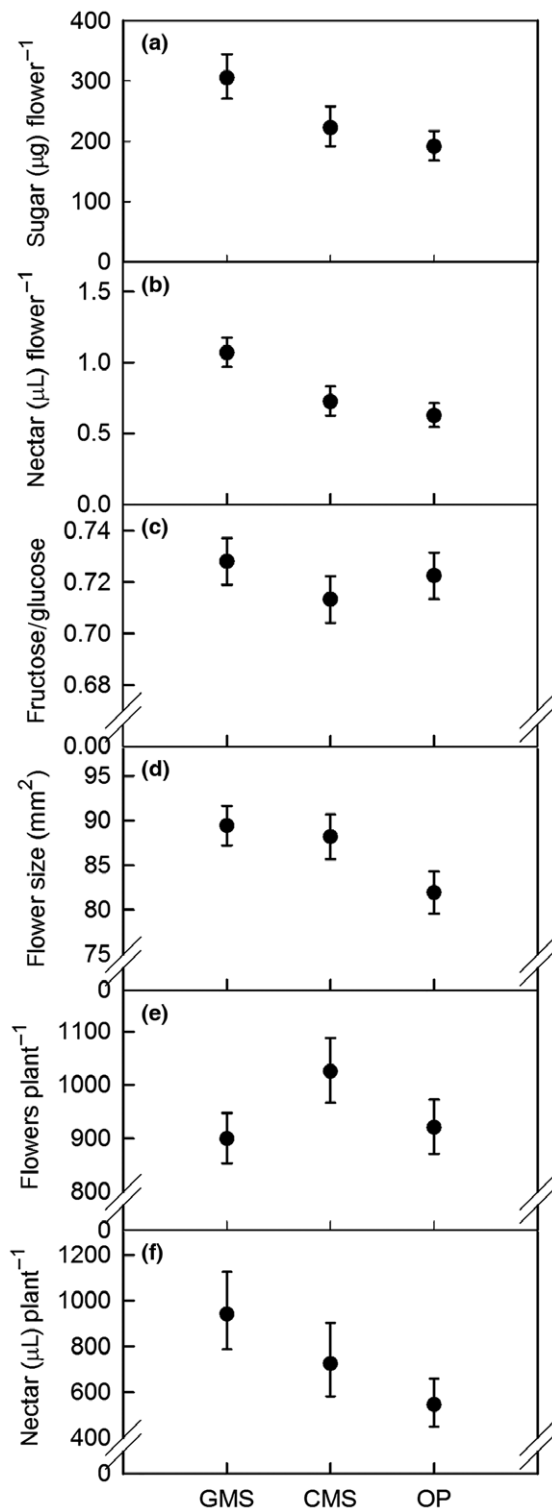 (a)
Sugar (µg) flower⁻¹
400
300
200
100
0
(b)
Nectar (µL) flower⁻¹
1.5
1.0
0.5
0.0
(c)
Fructose/glucose
0.74
0.72
0.70
0.68
0.00
(d)
Flower size (mm²)
95
90
85
80
75
0
(e)
Flowers plant⁻¹
1100
1000
900
800
0
(f)
Nectar (µL) plant⁻¹
1200
1000
800
600
400
0
GMS CMS OP